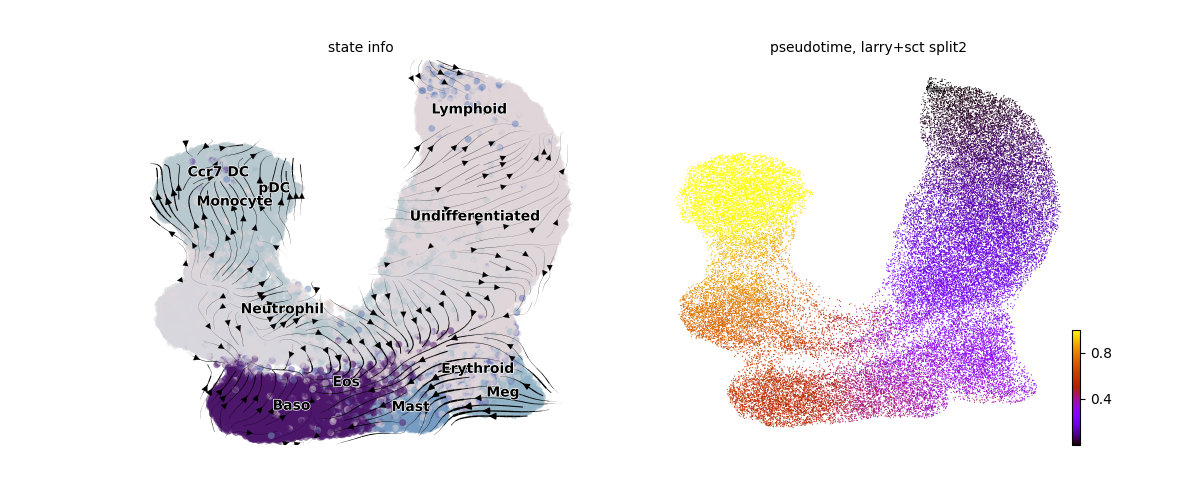 state info
pseudotime, larry+sct split2
Lymphoid
Ccr7 DC
pDC
Monocyte
Undifferentiated
Neutrophil
Erythroid
Eos
Meg
Baso
Mast
0.8
0.4